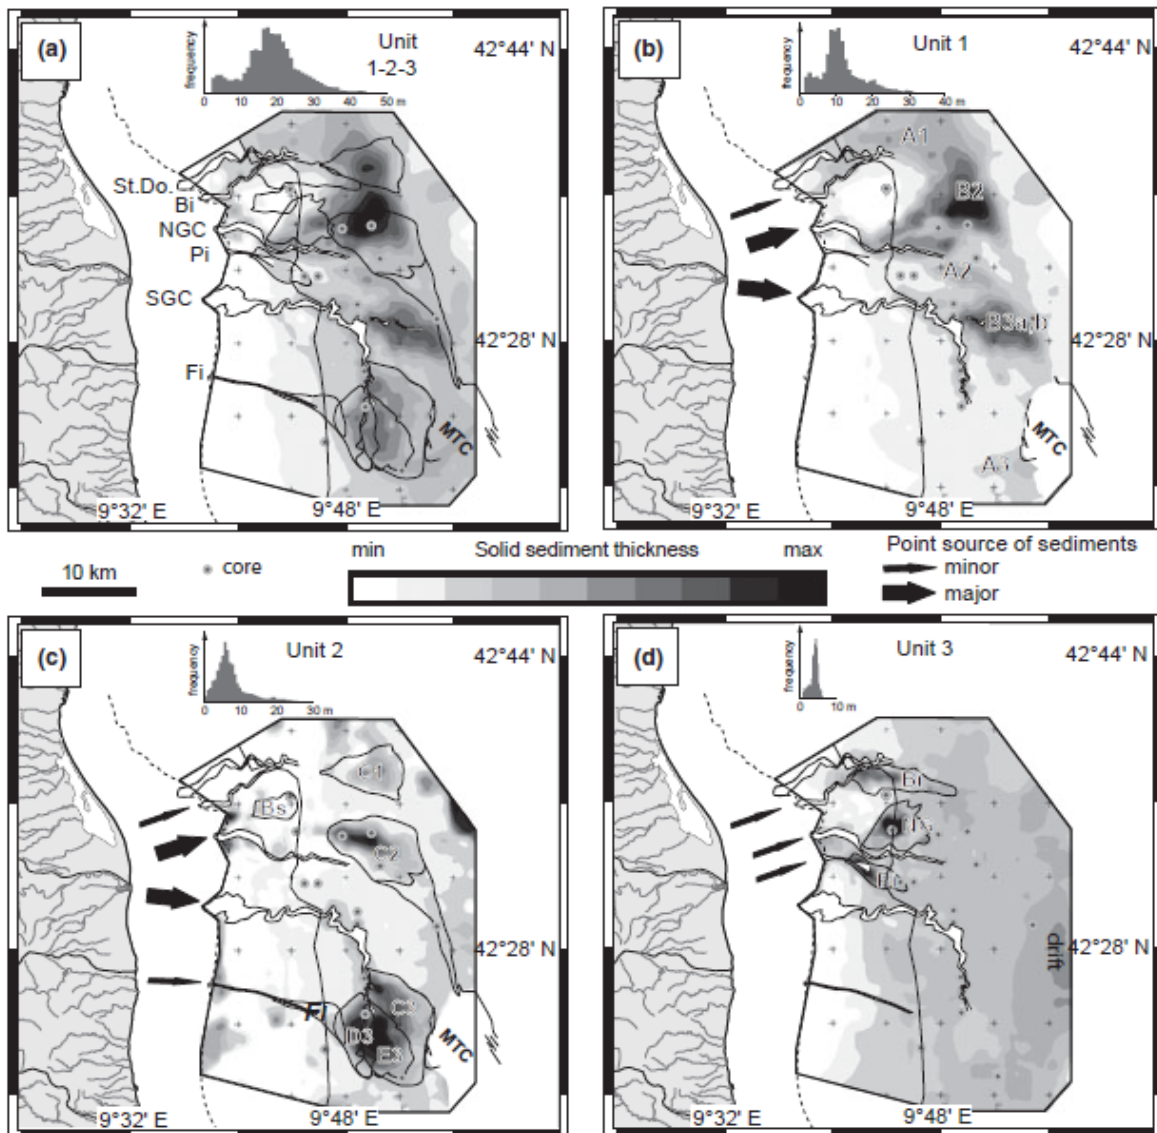 (a)
frequency
0 10 20 30 40 50 m
Unit
1-2-3
42°44' N
St.Do.
Bi
NGC
Pi
SGC
Fi
42°28' N
MTC
9°32' E
9°48' E
(b)
frequency
0 10 20 30 40 m
Unit 1
42°44' N
A1
B2
A2
B3a,b
42°28' N
MTC
A3
9°32' E
9°48' E
10 km
core
min
Solid sediment thickness
max
Point source of sediments
minor
major
(c)
frequency
0 10 20 30 m
Unit 2
42°44' N
C1
Bs
C2
42°28' N
Fi
C3
D3
E3
MTC
9°32' E
9°48' E
(d)
frequency
0 10 m
Unit 3
42°44' N
Bi
drift
42°28' N
9°32' E
9°48' E